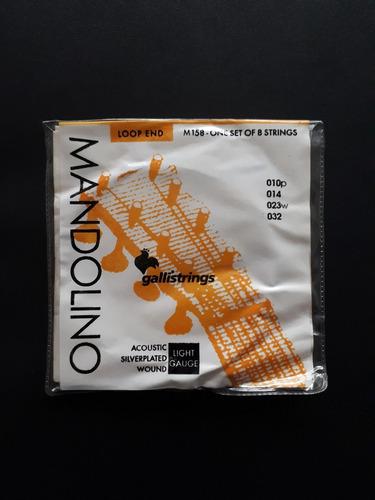 LOOP END
M158 - ONE SET OF 8 STRINGS
MANDOLINO
010p
014
023w
032
gallistrings
ACOUSTIC
SILVERPLATED
WOUND
LIGHT
GAUGE